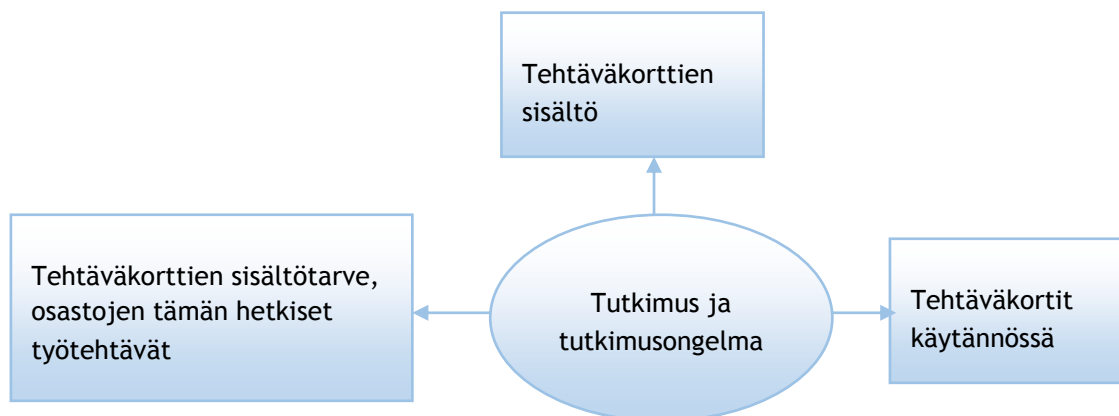 Tehtäväkorttien
sisältö
Tehtäväkorttien sisältötarve,
osastojen tämän hetkiset
työtehtävät
Tutkimus ja
tutkimusongelma
Tehtäväkortit
käytännössä